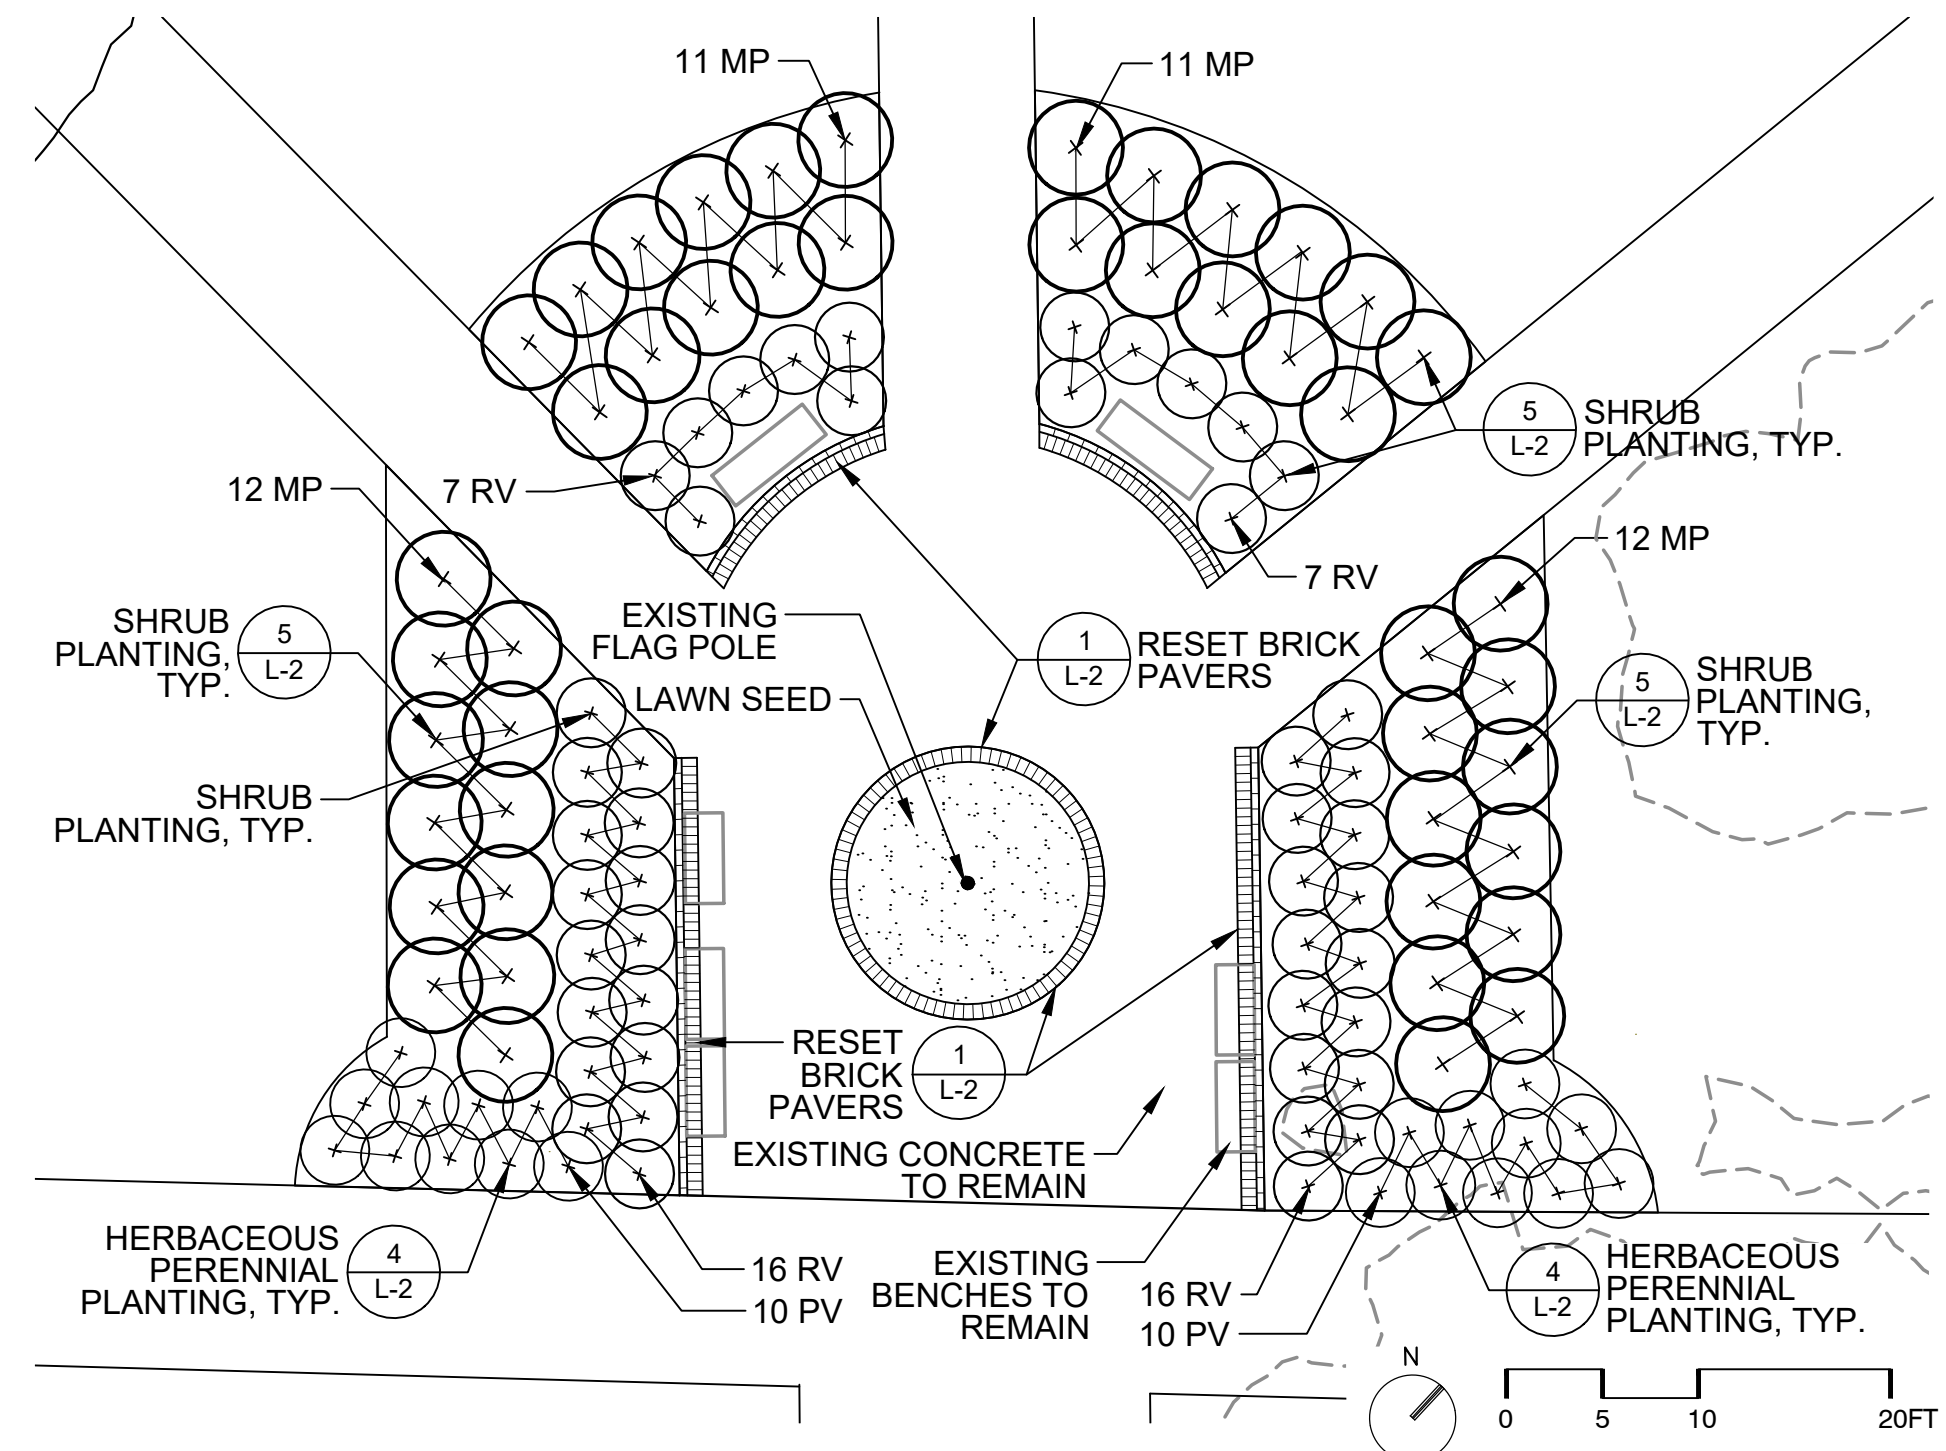 11 MP
11 MP
5
L-2
SHRUB
PLANTING, TYP.
12 MP
7 RV
12 MP
7 RV
SHRUB
PLANTING,
TYP.
5
L-2
EXISTING
FLAG POLE
LAWN SEED
1
L-2
RESET BRICK
PAVERS
5
L-2
SHRUB
PLANTING,
TYP.
SHRUB
PLANTING, TYP.
RESET
BRICK
PAVERS
1
L-2
EXISTING CONCRETE
TO REMAIN
HERBACEOUS
PERENNIAL
PLANTING, TYP.
4
L-2
16 RV
10 PV
EXISTING
BENCHES TO
REMAIN
16 RV
10 PV
4
L-2
HERBACEOUS
PERENNIAL
PLANTING, TYP.
N
0 5 10 20FT